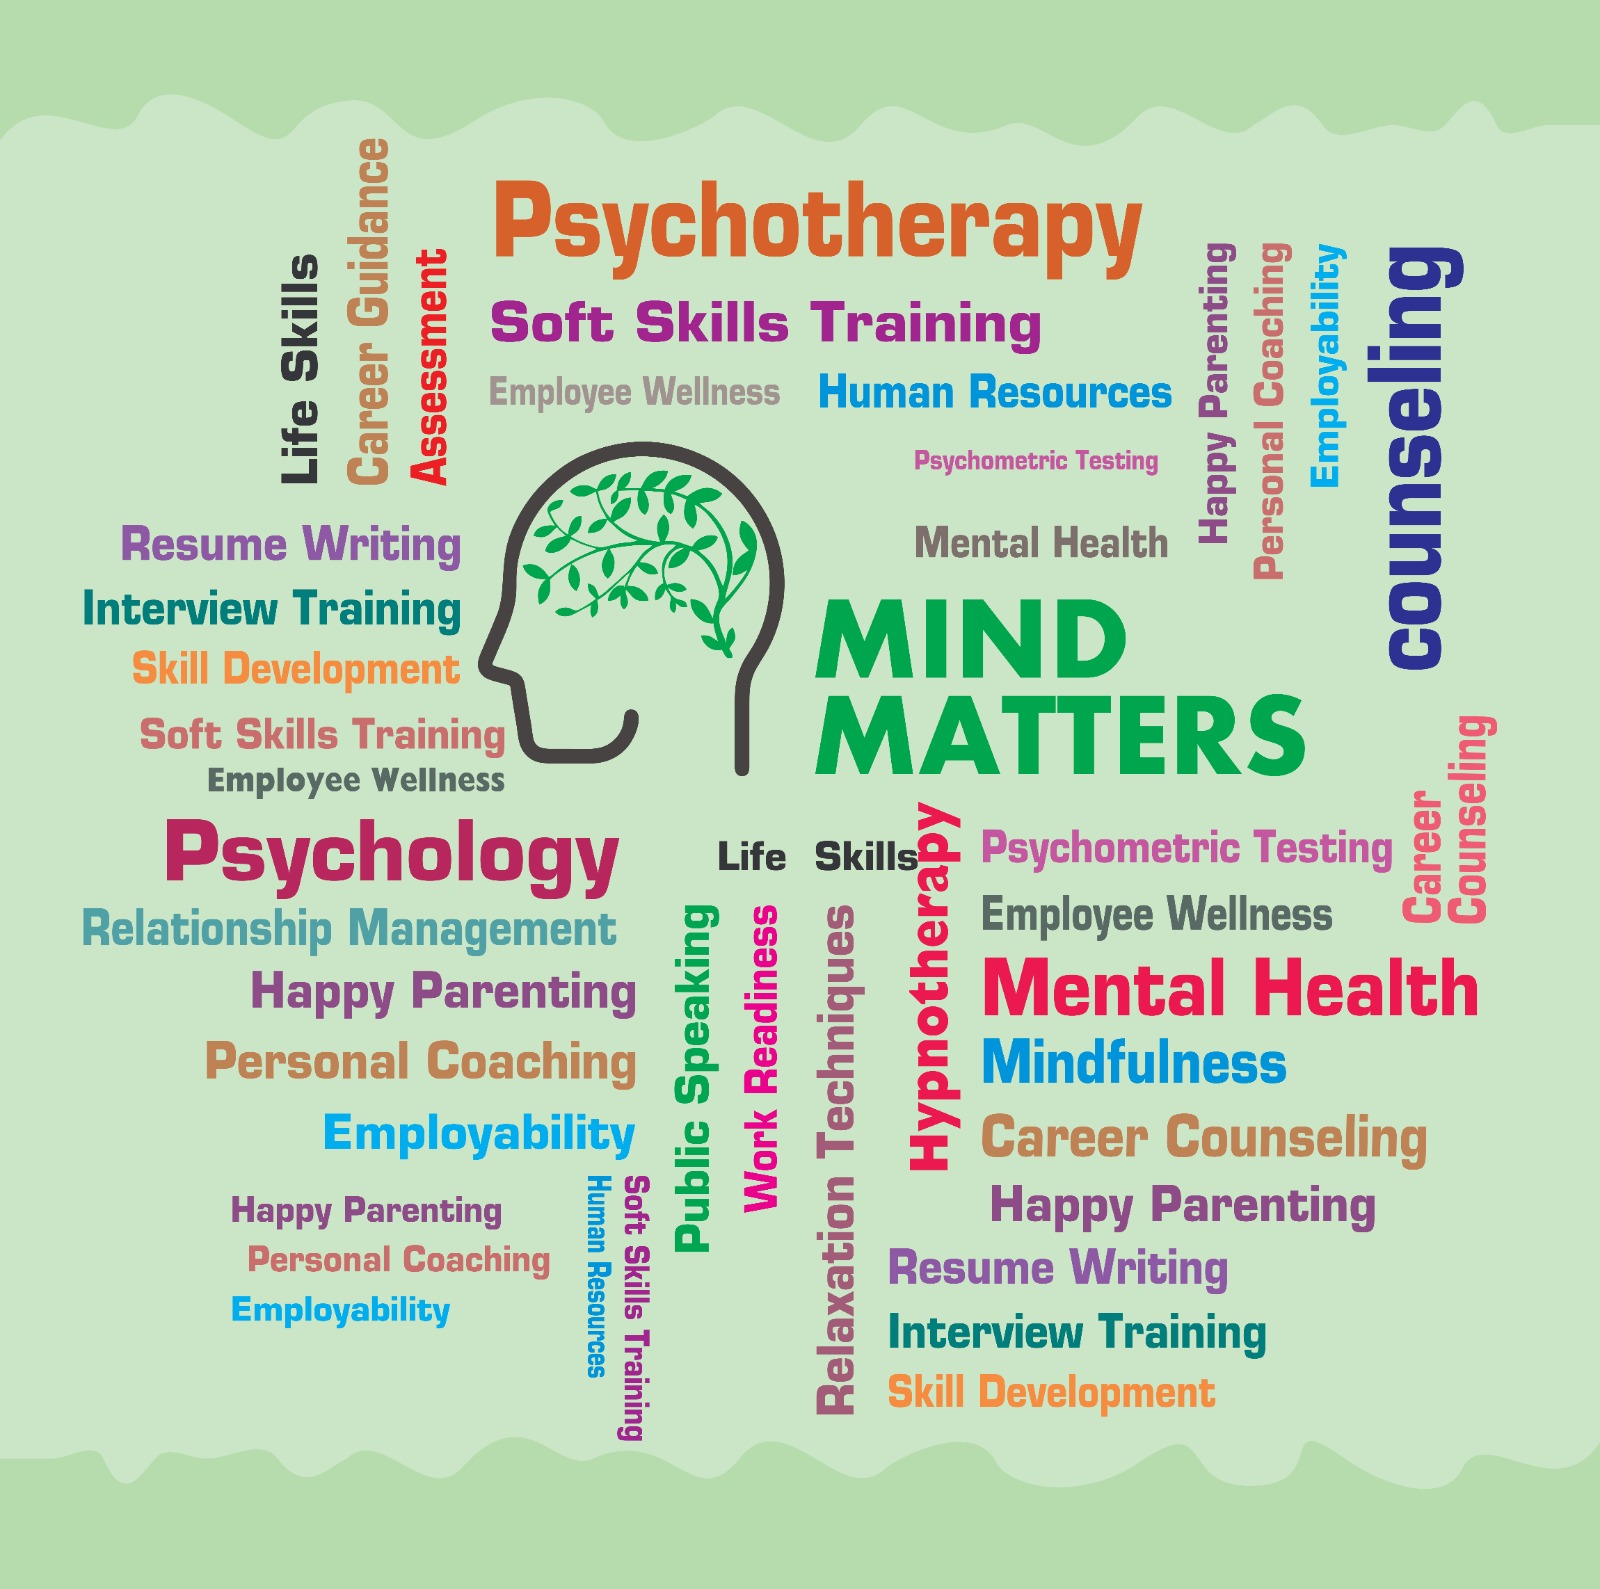 Psychotherapy
Soft Skills Training
Employee Wellness
Human Resources
Psychometric Testing
Mental Health
Life Skills
Career Guidance
Assessment
Happy Parenting
Personal Coaching
Employability
counseling
Resume Writing
Interview Training
Skill Development
Soft Skills Training
Employee Wellness
MIND
MATTERS
Psychology
Relationship Management
Happy Parenting
Personal Coaching
Employability
Happy Parenting
Personal Coaching
Employability
Human Resources
Soft Skills Training
Life Skills
Public Speaking
Work Readiness
Relaxation Techniques
Hypnotherapy
Career
Counseling
Psychometric Testing
Employee Wellness
Mental Health
Mindfulness
Career Counseling
Happy Parenting
Resume Writing
Interview Training
Skill Development